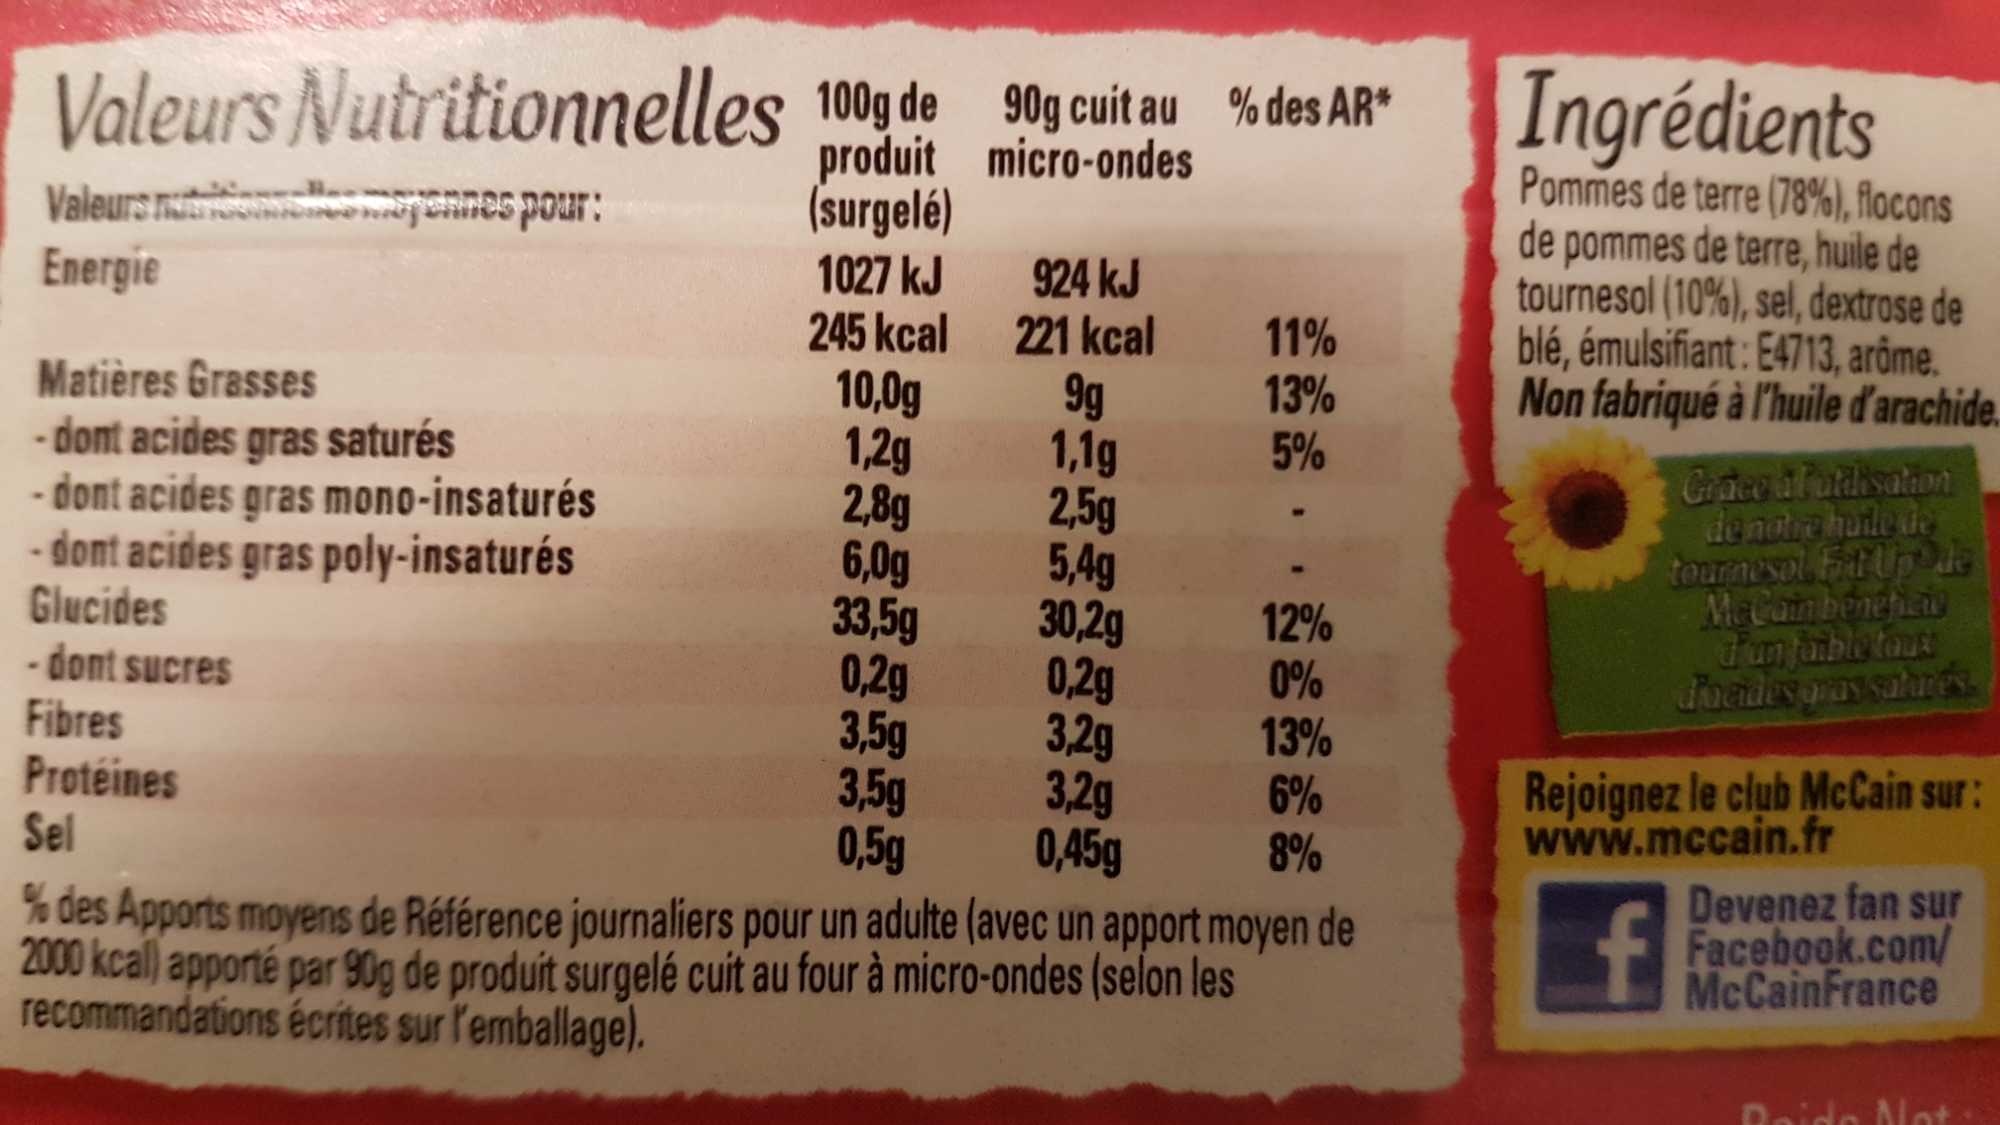 Valeurs Nutritionnelles
100g de produit (surgelé)
90g cuit au micro-ondes
% des AR*
Valeurs nutritionnelles moyennes pour :
Energie 1027 kJ 924 kJ
245 kcal 221 kcal 11%
Matières Grasses 10,0g 9g 13%
- dont acides gras saturés 1,2g 1,1g 5%
- dont acides gras mono-insaturés 2,8g 2,5g -
- dont acides gras poly-insaturés 6,0g 5,4g -
Glucides 33,5g 30,2g 12%
- dont sucres 0,2g 0,2g 0%
Fibres 3,5g 3,2g 13%
Protéines 3,5g 3,2g 6%
Sel 0,5g 0,45g 8%
% des Apports moyens de Référence journaliers pour un adulte (avec un apport moyen de
2000 kcal) apporté par 90g de produit surgelé cuit au four à micro-ondes (selon les
recommandations écrites sur l'emballage).
Ingrédients
Pommes de terre (78%), flocons
de pommes de terre, huile de
tournesol (10%), sel, dextrose de
blé, émulsifiant : E4713, arôme.
Non fabriqué à l'huile d'arachide.
Grâce à l'utilisation
de notre huile de
tournesol, de
McCain bénéficie
d'un faible taux
d'acides gras saturés.
Rejoignez le club McCain sur :
www.mccain.fr
f
Devenez fan sur
Facebook.com/
McCainFrance